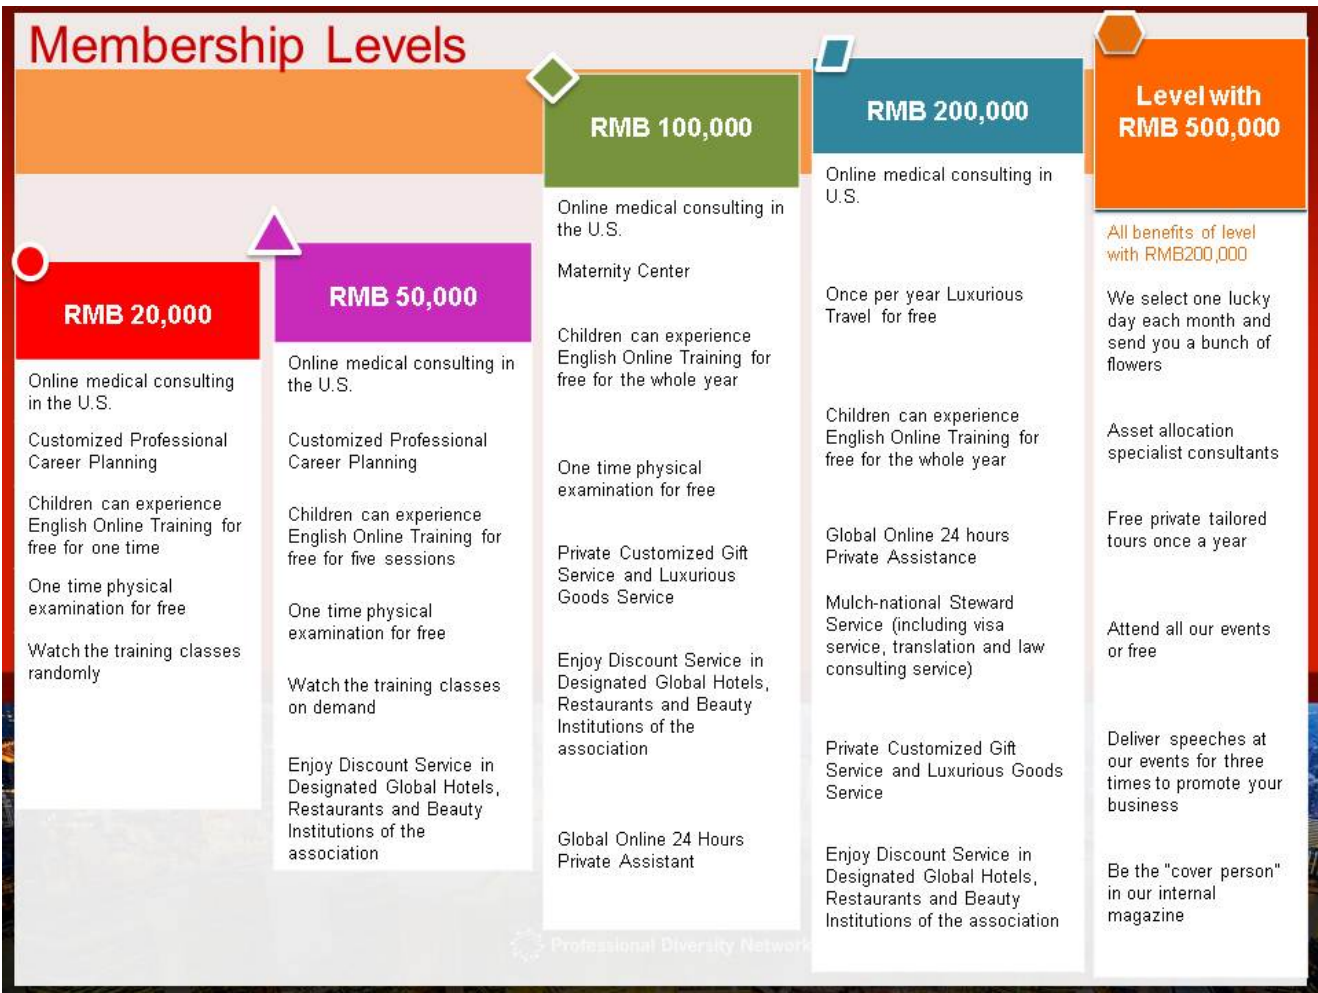 Membership Levels
RMB 20,000
Online medical consulting
in the U.S.
Customized Professional
Career Planning
Children can experience
English Online Training for
free for one time
One time physical
examination for free
Watch the training classes
randomly
RMB 50,000
Online medical consulting in
the U.S.
Customized Professional
Career Planning
Children can experience
English Online Training for
free for five sessions
One time physical
examination for free
Watch the training classes
on demand
Enjoy Discount Service in
Designated Global Hotels,
Restaurants and Beauty
Institutions of the
association
RMB 100,000
Online medical consulting in
the U.S.
Maternity Center
Children can experience
English Online Training for
free for the whole year
One time physical
examination for free
Private Customized Gift
Service and Luxurious
Goods Service
Enjoy Discount Service in
Designated Global Hotels,
Restaurants and Beauty
Institutions of the
association
Global Online 24 Hours
Private Assistant
RMB 200,000
Online medical consulting in
U.S.
Once per year Luxurious
Travel for free
Children can experience
English Online Training for
free for the whole year
Global Online 24 hours
Private Assistance
Mulch-national Steward
Service (including visa
service, translation and law
consulting service)
Private Customized Gift
Service and Luxurious Goods
Service
Enjoy Discount Service in
Designated Global Hotels,
Restaurants and Beauty
Institutions of the association
Level with
RMB 500,000
All benefits of level
with RMB200,000
We select one lucky
day each month and
send you a bunch of
flowers
Asset allocation
specialist consultants
Free private tailored
tours once a year
Attend all our events
or free
Deliver speeches at
our events for three
times to promote your
business
Be the "cover person"
in our internal
magazine
Professional Diversity Network